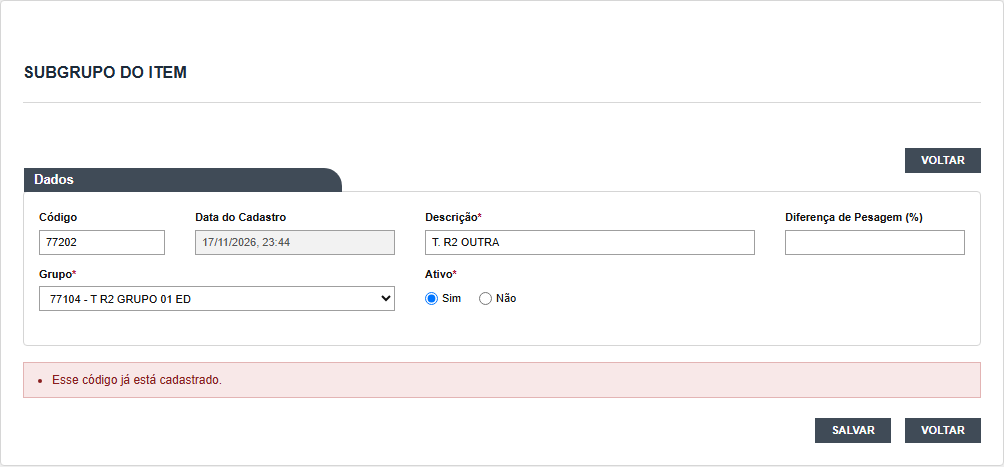 SUBGRUPO DO ITEM
VOLTAR
Dados
Código
Data do Cadastro
Descrição*
Diferença de Pesagem (%)
77202
17/11/2026, 23:44
T. R2 OUTRA
Grupo*
Ativo*
77104 - T R2 GRUPO 01 ED
Sim
Não
• Esse código já está cadastrado.
SALVAR
VOLTAR